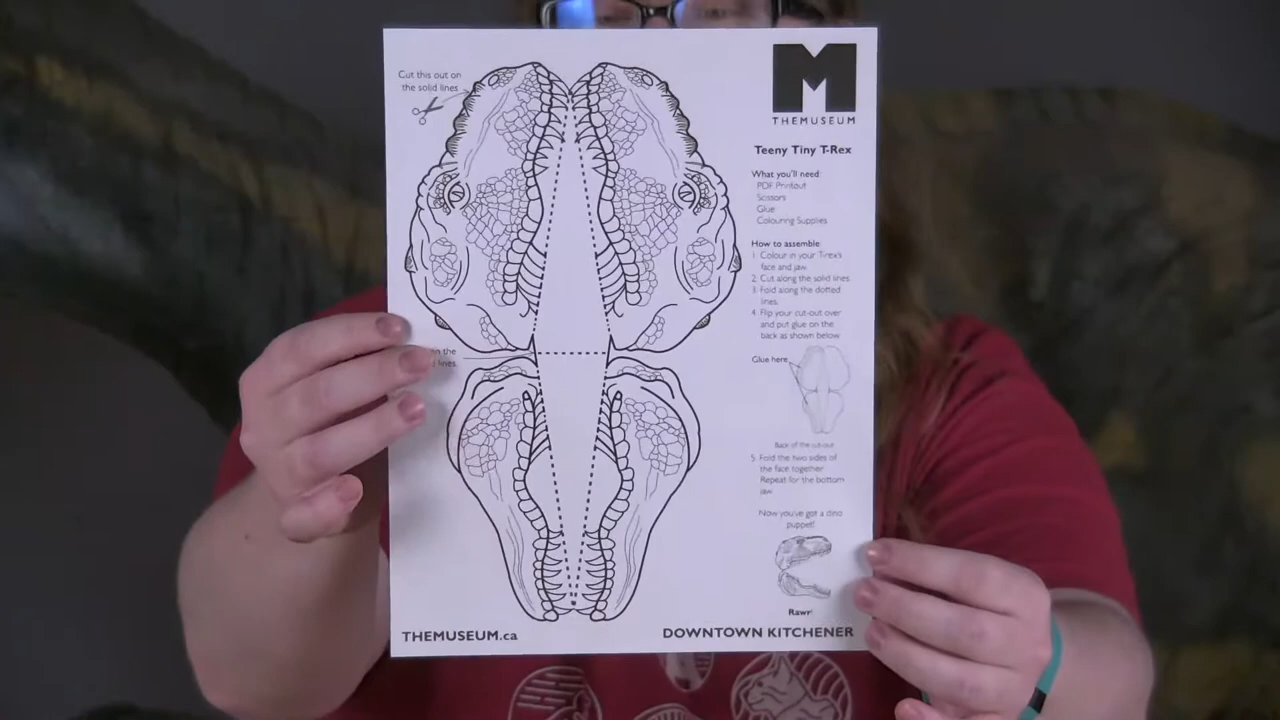 Cut this out on
the solid lines
M
THEMUSEUM
Teeny Tiny T-Rex
What you'll need:
PDF Printout
Scissors
Glue
Colouring Supplies
How to assemble
1. Colour in your T-rex's
face and jaw
2. Cut along the solid lines
3. Fold along the dotted
lines.
4. Flip your cut-out over
and put glue on the
back as shown below
the
lines
Glue here
Back of the cut-out
5. Fold the two sides of
the face together
Repeat for the bottom
jaw
Now you've got a dino
puppet!
Rawr!
THEMUSEUM.ca
DOWNTOWN KITCHENER